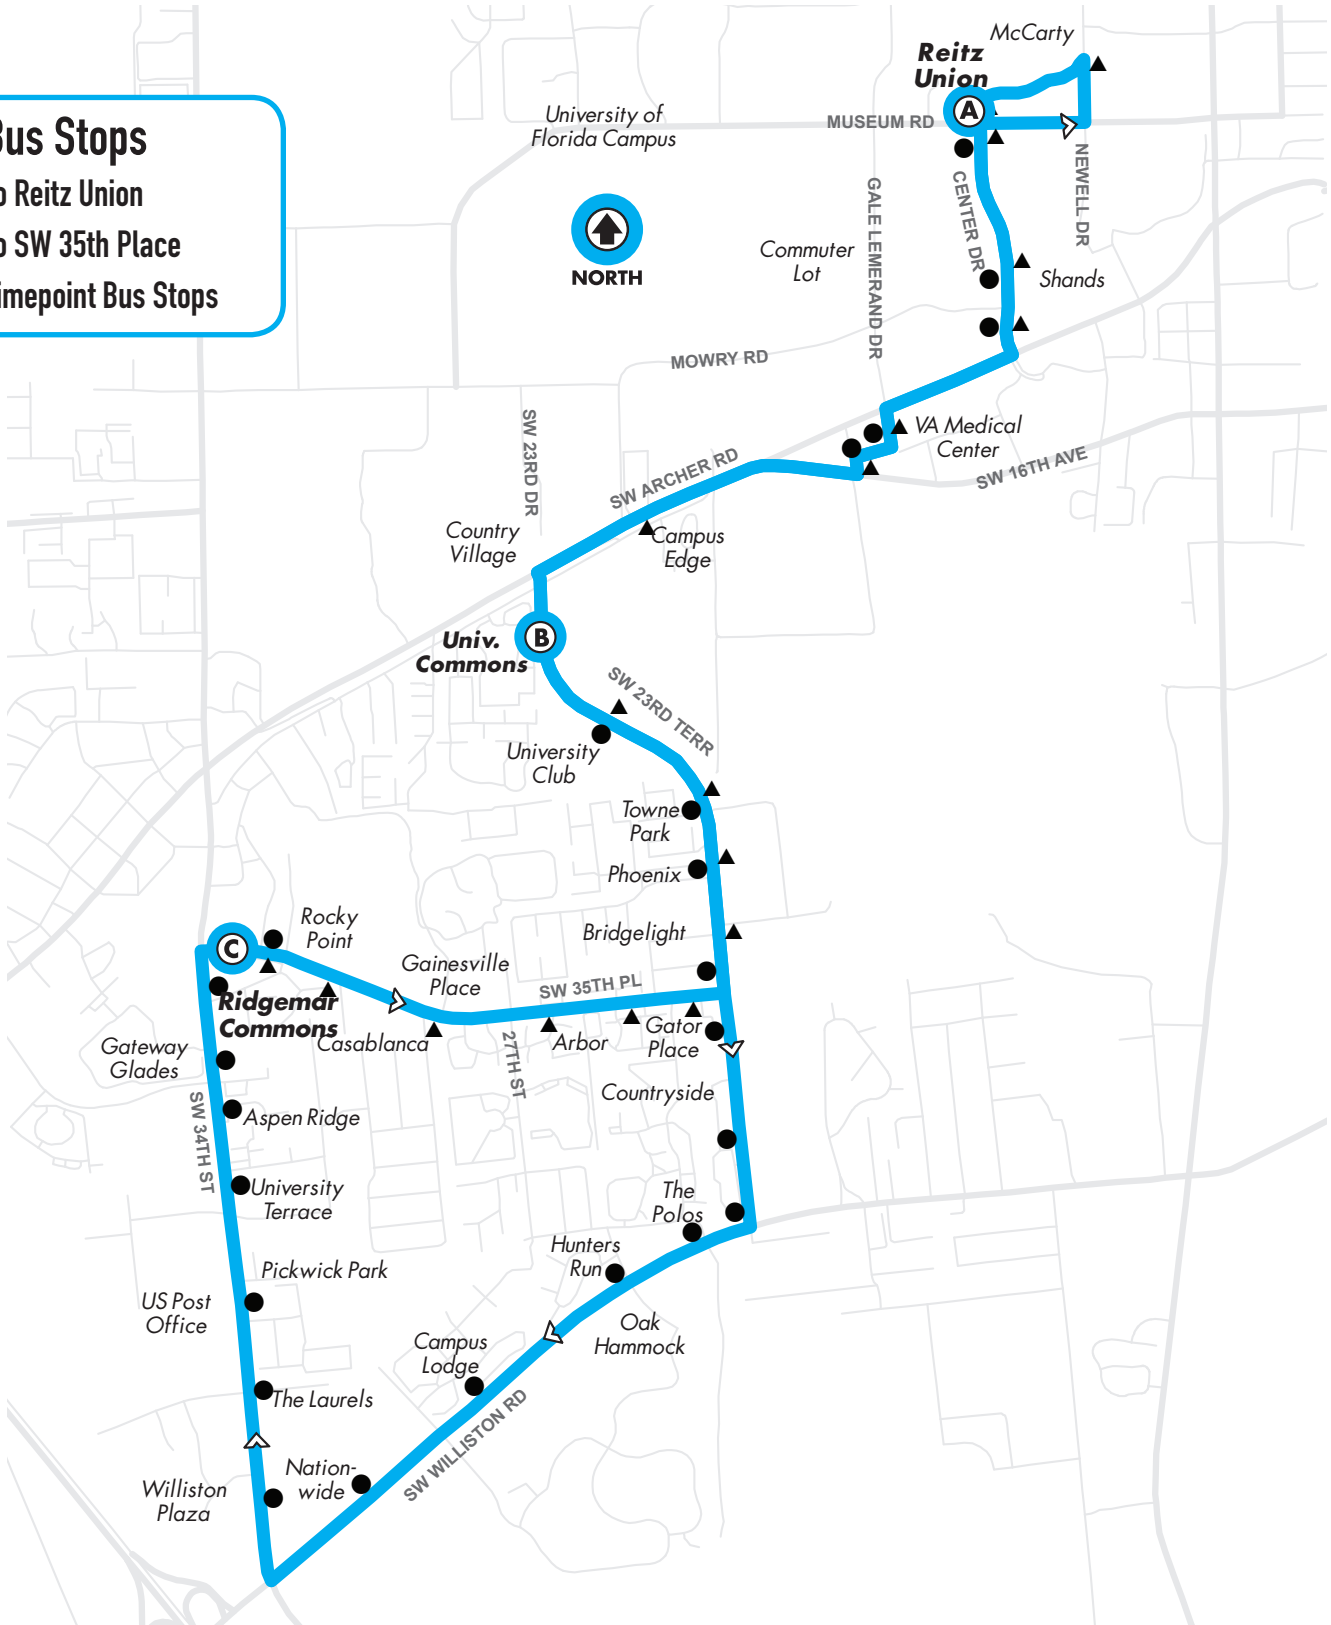 McCarty
Reitz
Union
A
University of
Florida Campus
MUSEUM RD
Bus Stops
o Reitz Union
o SW 35th Place
imepoint Bus Stops
NORTH
CENTER DR
NEWELL DR
GALE LEMERAND DR
Commuter
Lot
Shands
MOWRY RD
SW 23RD DR
VA Medical
Center
SW ARCHER RD
SW 16TH AVE
Country
Village
Campus
Edge
B
Univ.
Commons
SW 23RD TERR
University
Club
Towne
Park
Phoenix
Rocky
Point
Bridgelight
C
Gainesville
Place
SW 35TH PL
Ridgemar
Commons
Casablanca
27TH ST
Arbor
Gator
Place
Gateway
Glades
Countryside
SW 34TH ST
Aspen Ridge
University
Terrace
The
Polos
Hunters
Run
Pickwick Park
US Post
Office
Oak
Hammock
Campus
Lodge
The Laurels
SW WILLISTON RD
Nation-
wide
Williston
Plaza